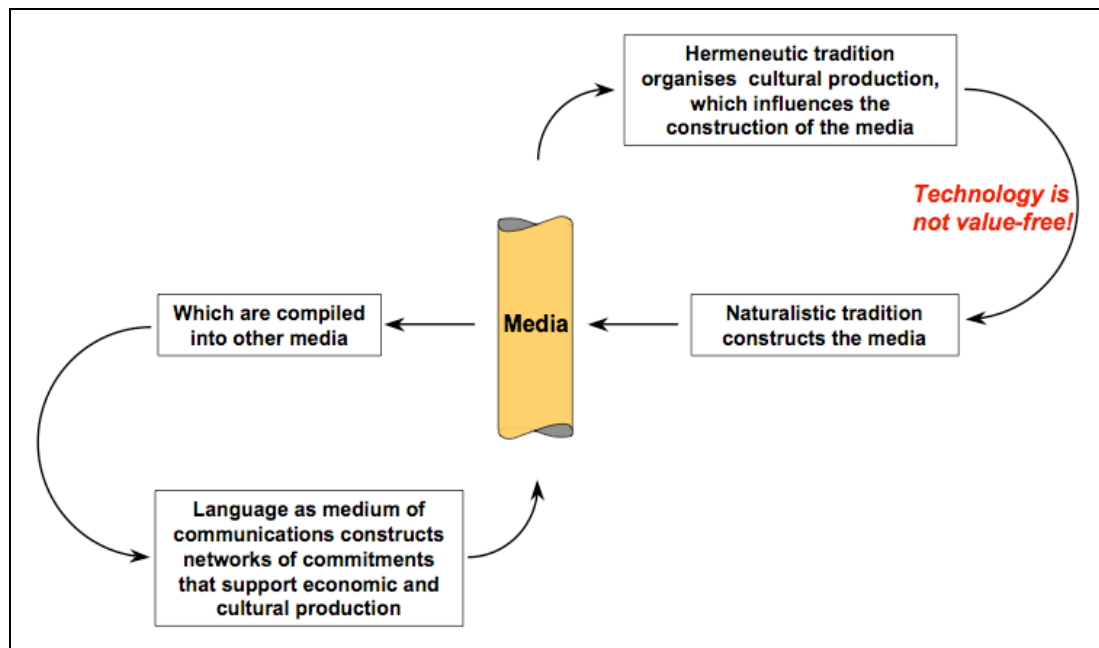 Hermeneutic tradition
organises cultural production,
which influences the
construction of the media
Technology is
not value-free!
Naturalistic tradition
constructs the media
Media
Which are compiled
into other media
Language as medium of
communications constructs
networks of commitments
that support economic and
cultural production